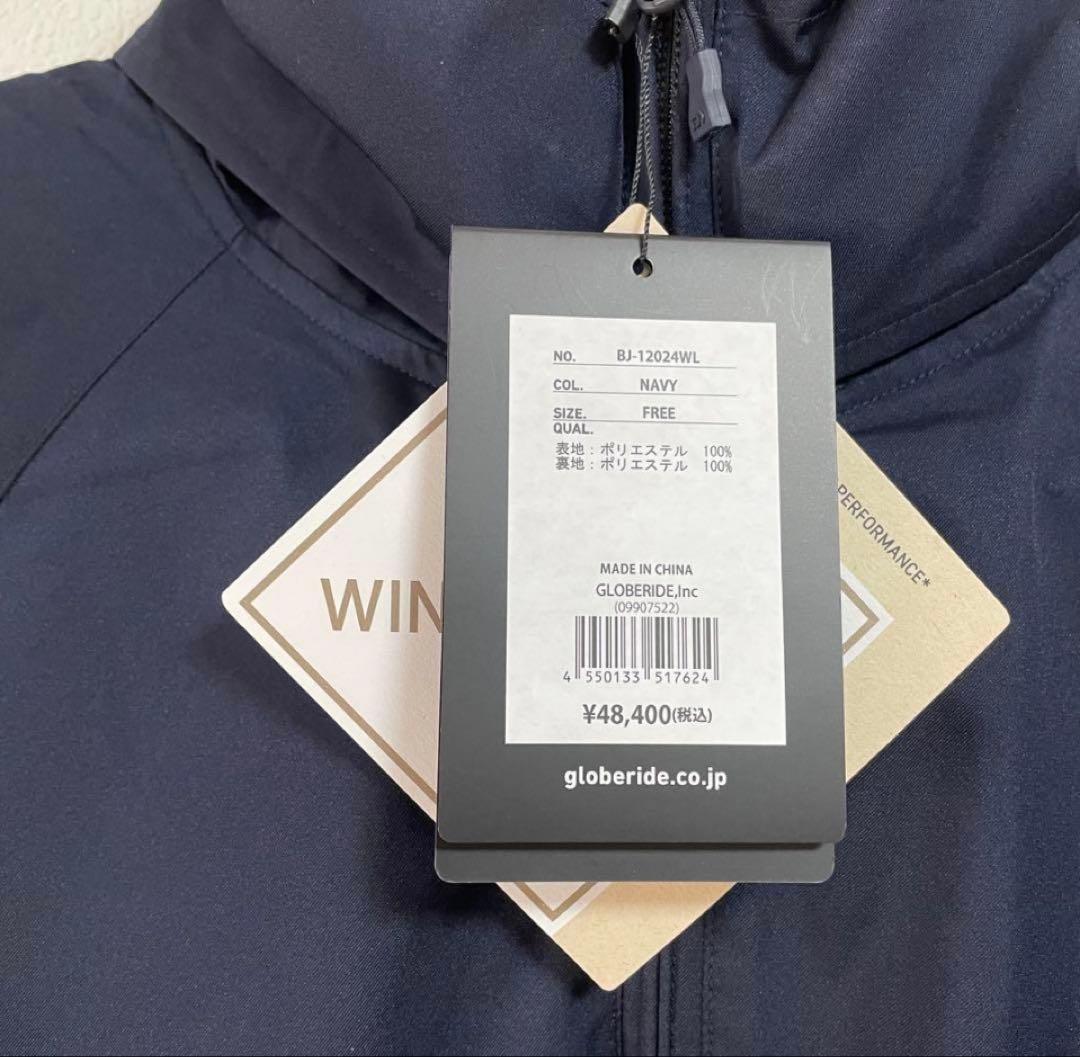 NO. BJ-12024WL
COL. NAVY
SIZE. FREE
QUAL.
表地：ポリエステル 100%
裏地：ポリエステル 100%
MADE IN CHINA
GLOBERIDE,Inc
(09907522)
4 550133 517624
¥48,400(税込)
globeride.co.jp
WIN
PERFORMANCE*